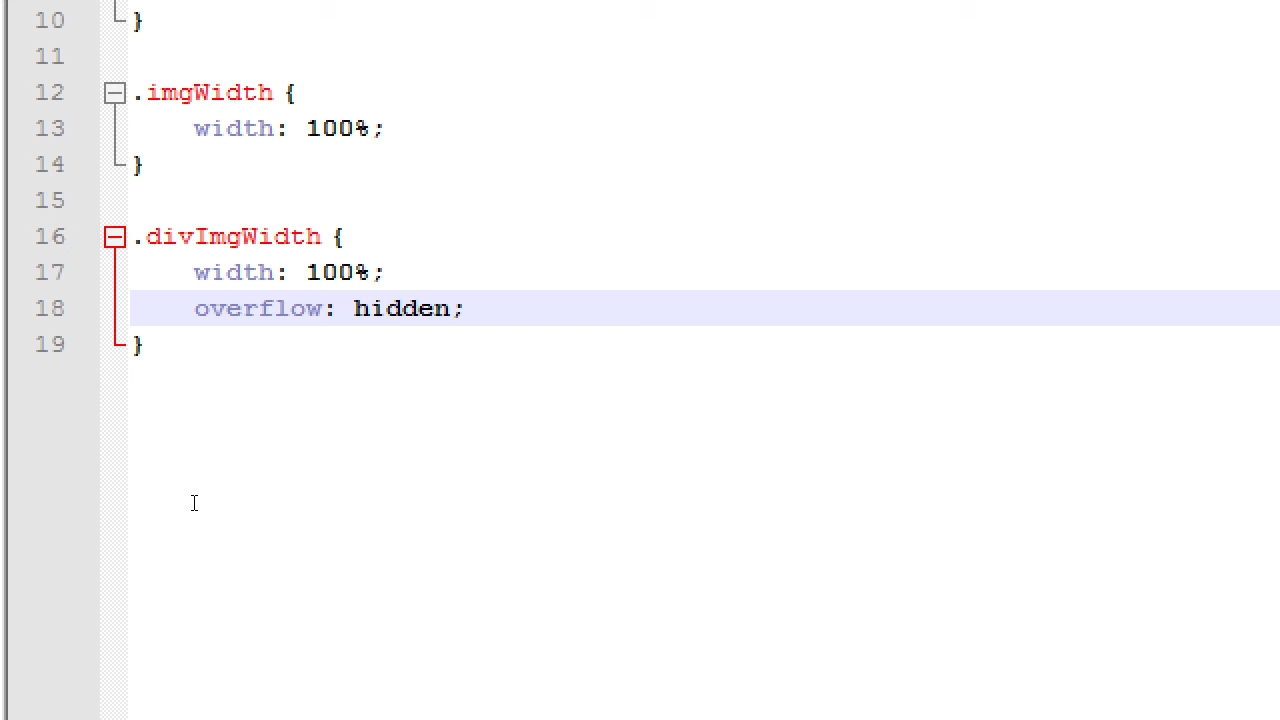 10 }
11
12 .imgWidth {
13 width: 100%;
14 }
15
16 .divImgWidth {
17 width: 100%;
18 overflow: hidden;
19 }